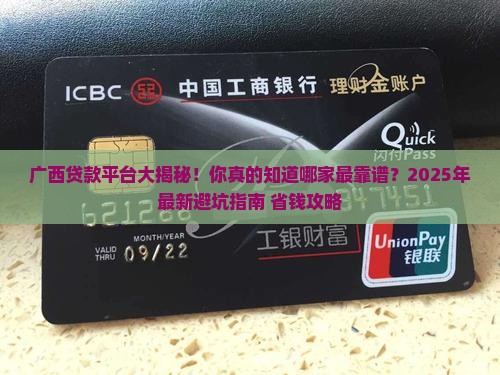 ICBC 中国工商银行 理财金账户
Quick
闪付Pass
广西贷款平台大揭秘！你真的知道哪家最靠谱？2025年
最新避坑指南 省钱攻略
MONTH/YEAR
VALID
THRU 09/22
工银财富
UnionPay
银联